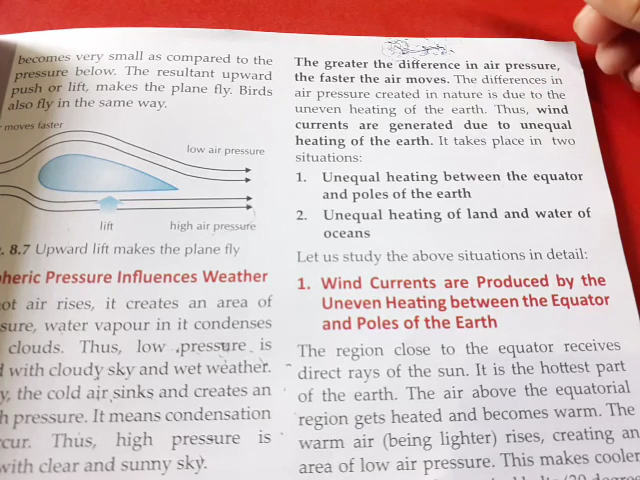 becomes very small as compared to the
pressure below. The resultant upward
push or lift, makes the plane fly. Birds
also fly in the same way.
moves faster
low air pressure
lift
high air pressure
. 8.7 Upward lift makes the plane fly
pheric Pressure Influences Weather
ot air rises, it creates an area of
sure, water vapour in it condenses
clouds. Thus, low pressure is
d with cloudy sky and wet weather.
y, the cold air sinks and creates an
h pressure. It means condensation
cur. Thus, high pressure is
with clear and sunny sky.
The greater the difference in air pressure,
the faster the air moves. The differences in
air pressure created in nature is due to the
uneven heating of the earth. Thus, wind
currents are generated due to unequal
heating of the earth. It takes place in two
situations:
1. Unequal heating between the equator
and poles of the earth
2. Unequal heating of land and water of
oceans
Let us study the above situations in detail:
1. Wind Currents are Produced by the
Uneven Heating between the Equator
and Poles of the Earth
The region close to the equator receives
direct rays of the sun. It is the hottest part
of the earth. The air above the equatorial
region gets heated and becomes warm. The
warm air (being lighter) rises, creating an
area of low air pressure. This makes cooler